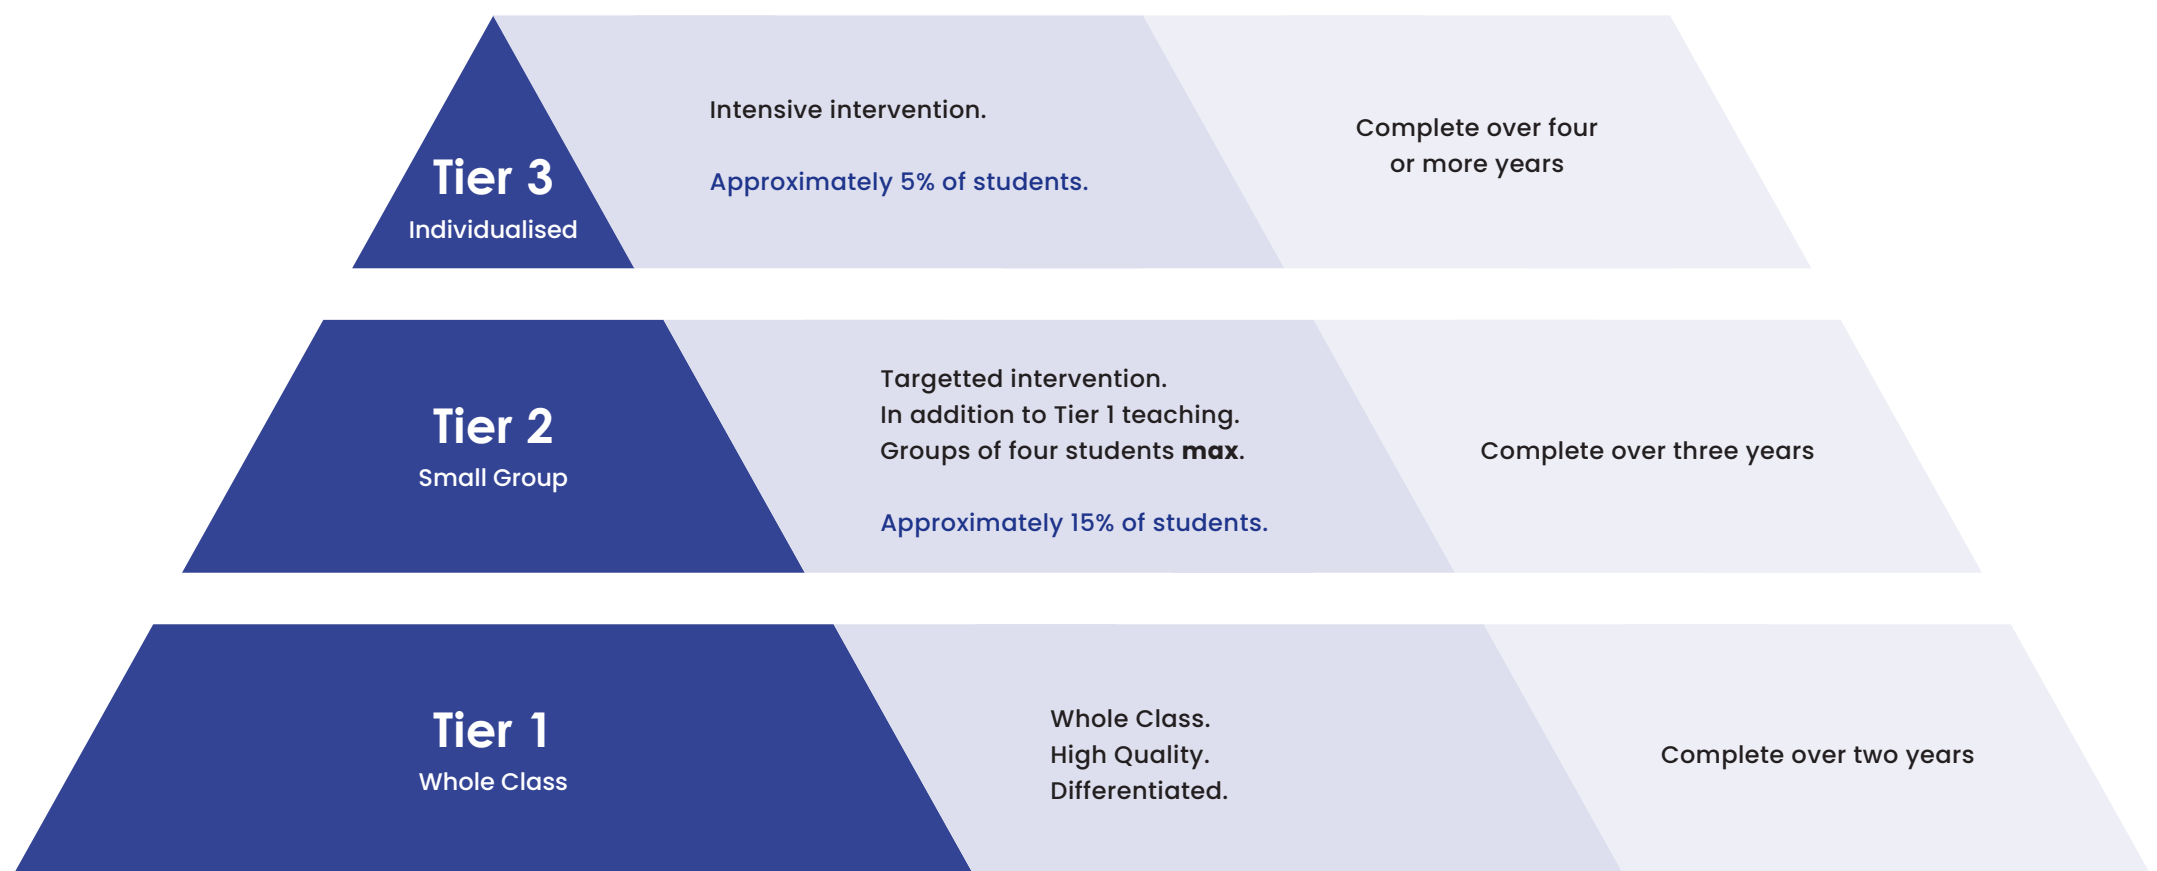 Tier 3
Individualised
Intensive intervention.
Approximately 5% of students.
Complete over four
or more years
Tier 2
Small Group
Targetted intervention.
In addition to Tier 1 teaching.
Groups of four students max.
Approximately 15% of students.
Complete over three years
Tier 1
Whole Class
Whole Class.
High Quality.
Differentiated.
Complete over two years